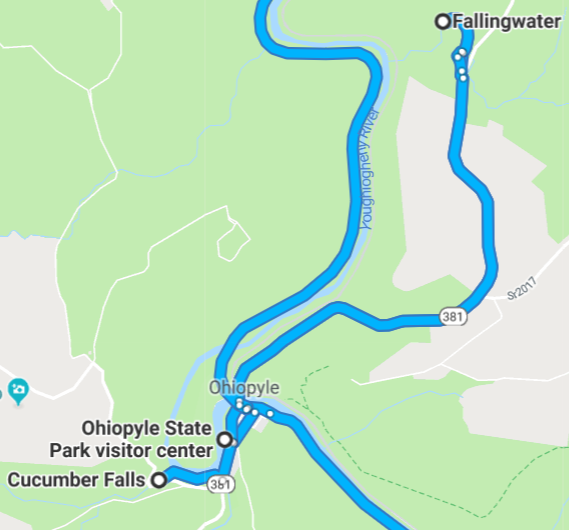 Fallingwater
Youghiogheny River
Sr2017
381
Ohiopyle
Ohiopyle State
Park visitor center
Cucumber Falls
381